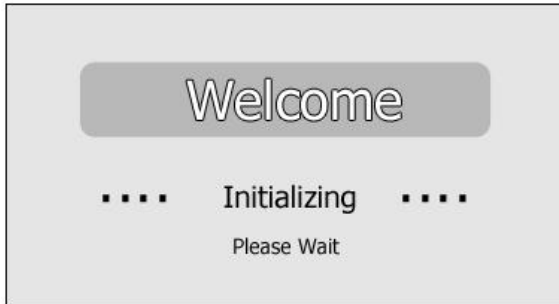 Welcome
▪▪▪▪ Initializing ▪▪▪▪
Please Wait